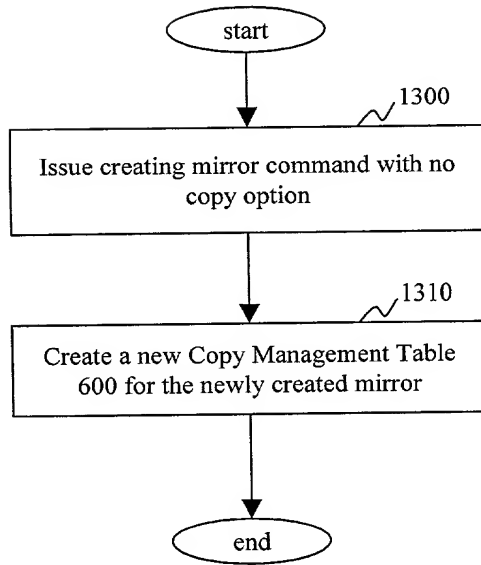 start
1300
Issue creating mirror command with no
copy option
1310
Create a new Copy Management Table
600 for the newly created mirror
end